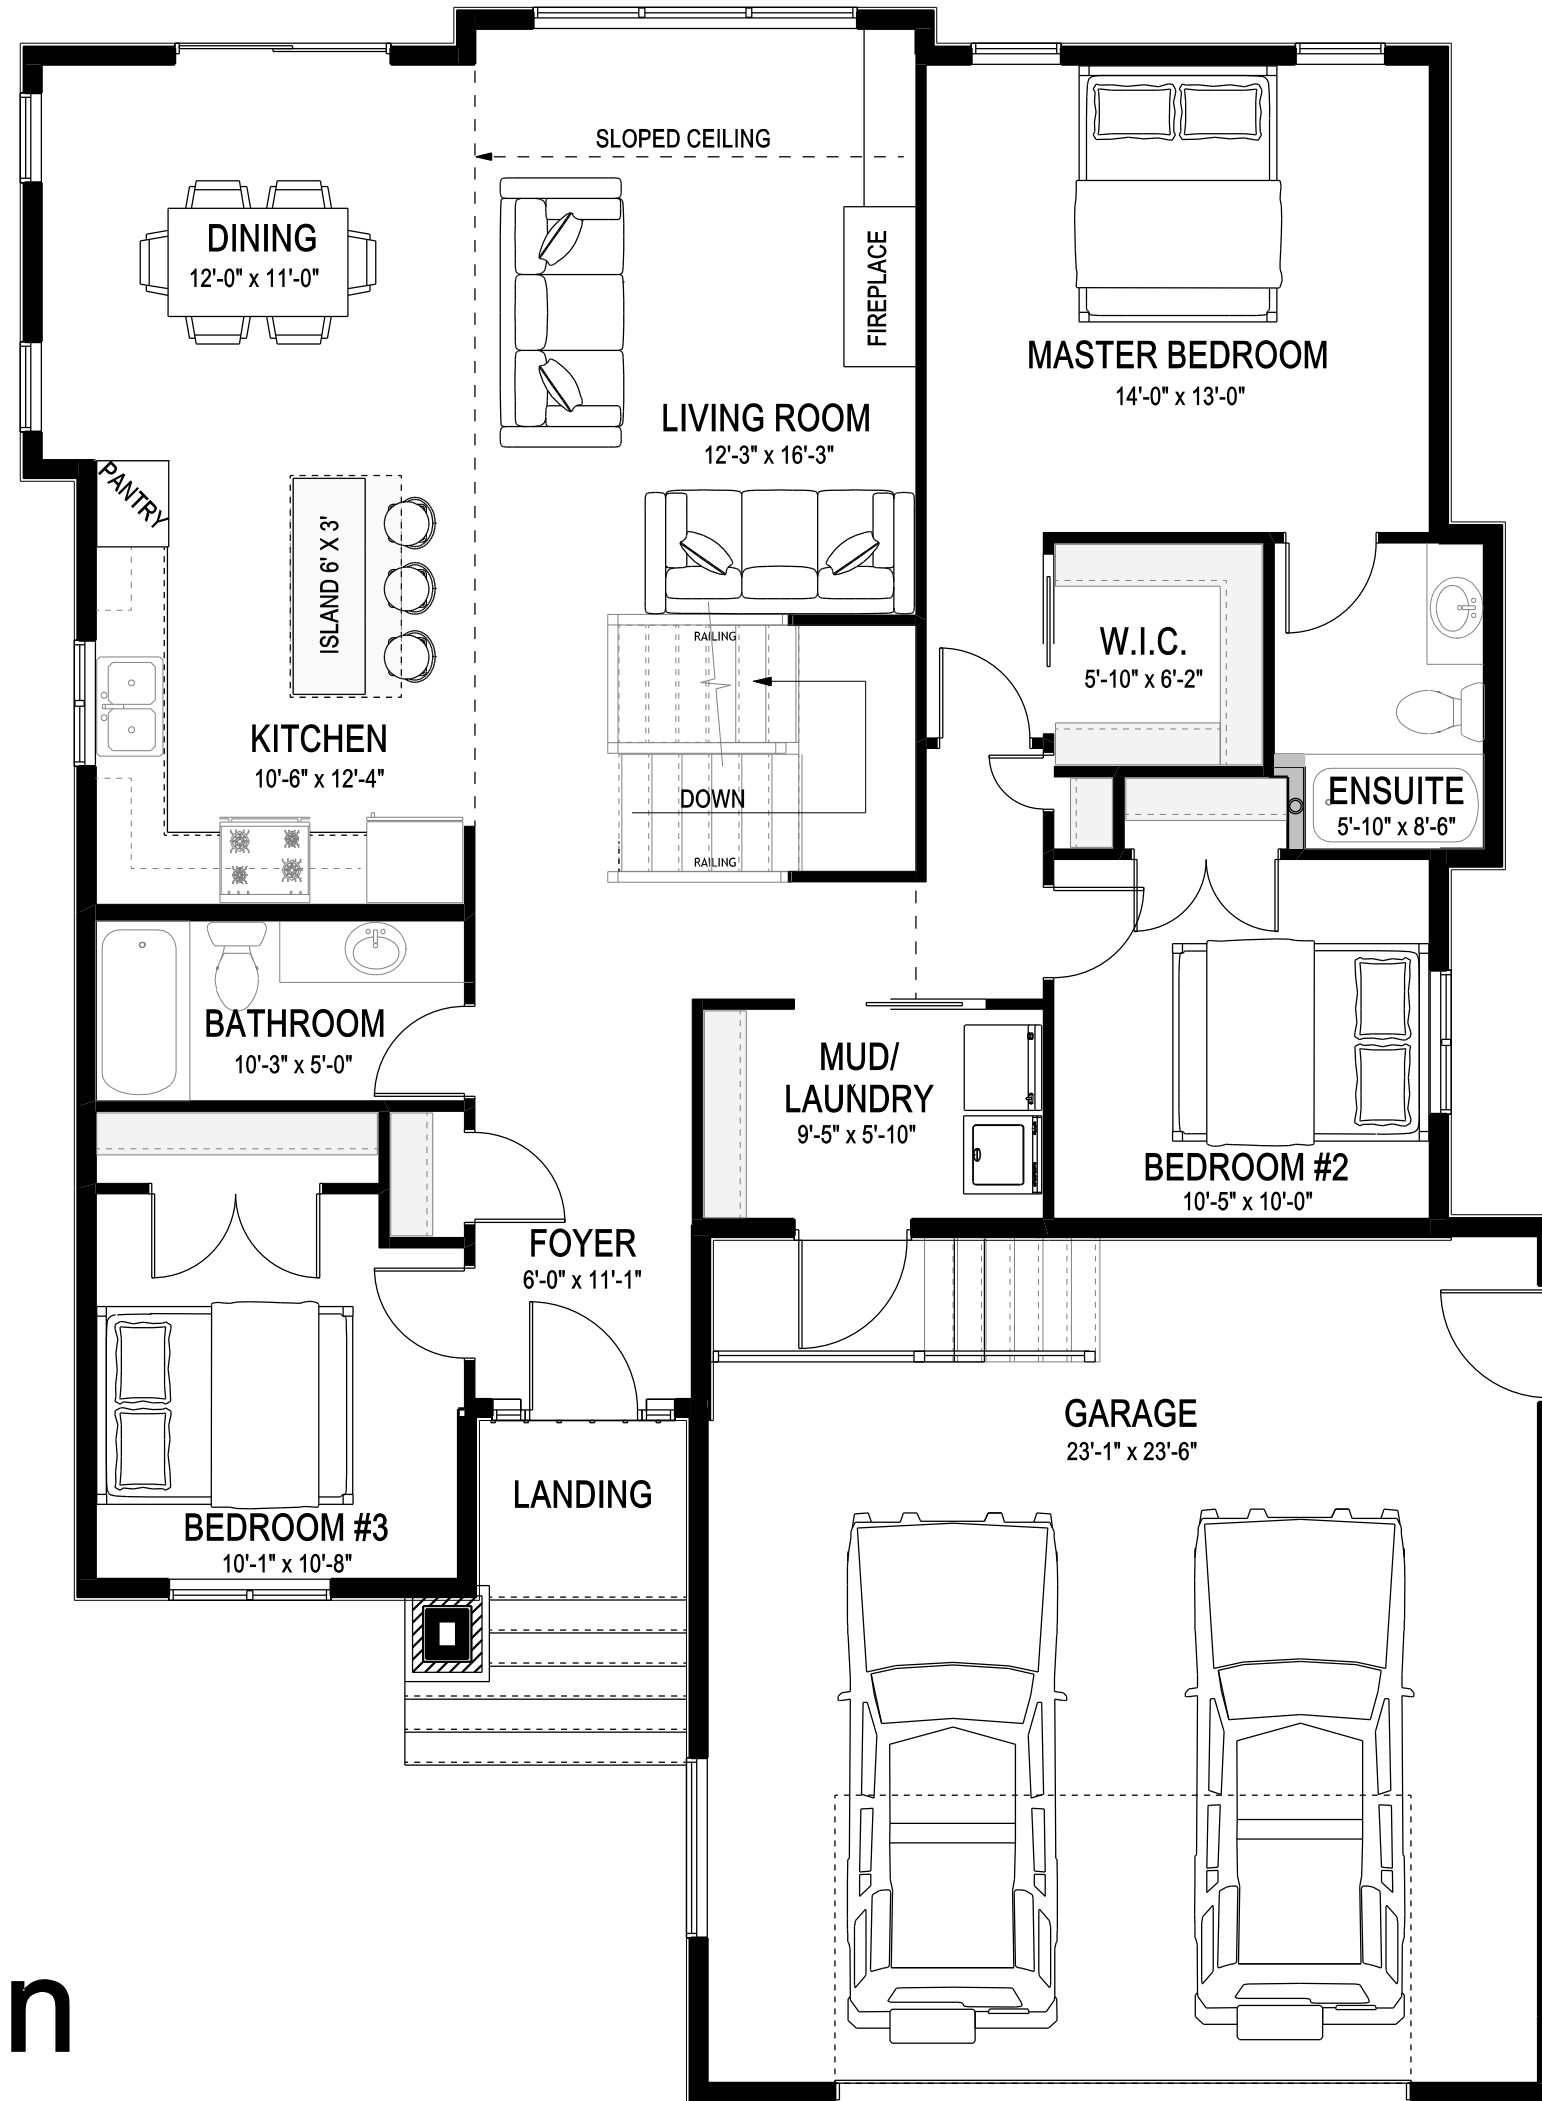 SLOPED CEILING
DINING
12'-0" x 11'-0"
FIREPLACE
MASTER BEDROOM
14'-0" x 13'-0"
LIVING ROOM
12'-3" x 16'-3"
PANTRY
ISLAND 6' X 3'
RAILING
W.I.C.
5'-10" x 6'-2"
KITCHEN
10'-6" x 12'-4"
DOWN
ENSUITE
5'-10" x 8'-6"
RAILING
BATHROOM
10'-3" x 5'-0"
MUD/
LAUNDRY
9'-5" x 5'-10"
BEDROOM #2
10'-5" x 10'-0"
FOYER
6'-0" x 11'-1"
GARAGE
23'-1" x 23'-6"
LANDING
BEDROOM #3
10'-1" x 10'-8"
n